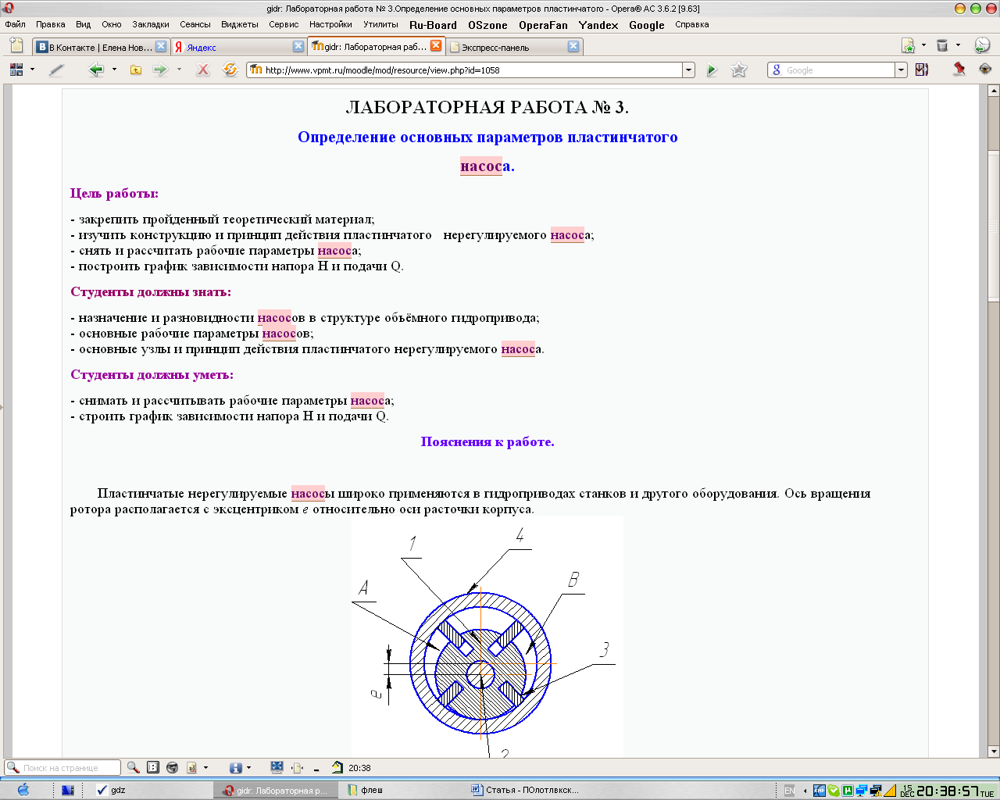 gidr: Лабораторная работа № 3.Определение основных параметров пластинчатого - Opera® AC 3.6.2 [9.63]
Файл Правка Вид Окно Закладки Сеансы Виджеты Сервис Настройки Утилиты Ru-Board OSzone OperaFan Yandex Google Справка
В Контакте | Елена Нов... Яндекс gidr: Лабораторная раб... Экспресс-панель
http://www.vpmt.ru/moodle/mod/resource/view.php?id=1058 Google
ЛАБОРАТОРНАЯ РАБОТА № 3.
Определение основных параметров пластинчатого
насоса.
Цель работы:
- закрепить пройденный теоретический материал;
- изучить конструкцию и принцип действия пластинчатого нерегулируемого насоса;
- снять и рассчитать рабочие параметры насоса;
- построить график зависимости напора Н и подачи Q.
Студенты должны знать:
- назначение и разновидности насосов в структуре объёмного гидропривода;
- основные рабочие параметры насосов;
- основные узлы и принцип действия пластинчатого нерегулируемого насоса.
Студенты должны уметь:
- снимать и рассчитывать рабочие параметры насоса;
- строить график зависимости напора Н и подачи Q.
Пояснения к работе.
Пластинчатые нерегулируемые насосы широко применяются в гидроприводах станков и другого оборудования. Ось вращения
ротора располагается с эксцентриком е относительно оси расточки корпуса.
1
4
А
В
3
е
2
Поиск на странице 20:38
gdz gidr: Лабораторная р... флеш Статья - ПОлотлвкск... EN 15 DEC 20:38:57 TUE